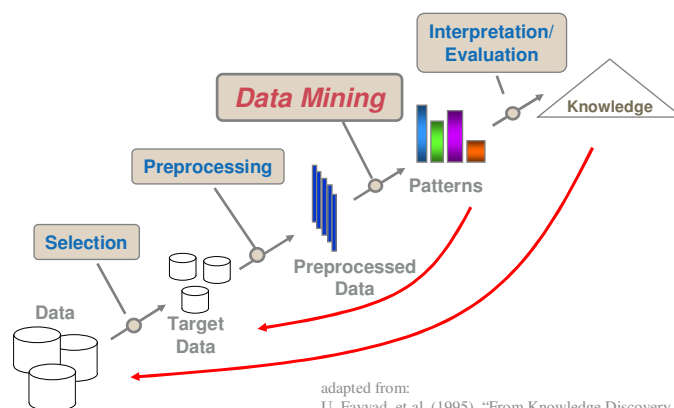 Interpretation/
Evaluation
Data Mining
Knowledge
Preprocessing
Patterns
Selection
Preprocessed
Data
Data
Target
Data
adapted from:
U. Fayyad, et al. (1995), “From Knowledge Discovery